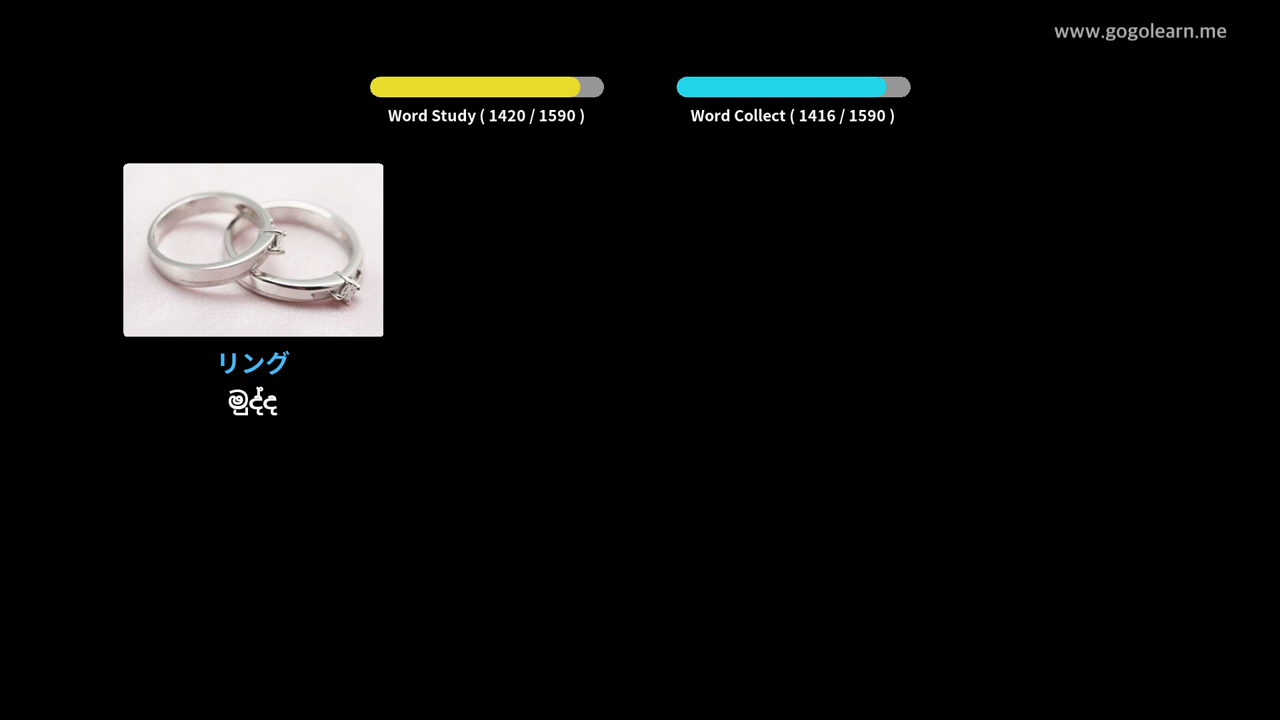 www.gogolearn.me
Word Study ( 1420 / 1590 )
Word Collect ( 1416 / 1590 )
リング
මුද්ද